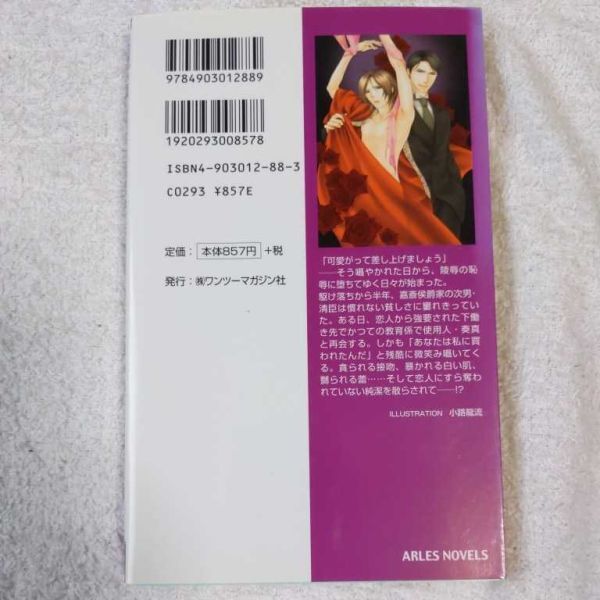 9784903012889
1920293008578
ISBN4-903012-88-3
C0293 ¥857E
定価：本体857円+税
発行：㈱ワンツーマガジン社
「可愛がって差し上げましょう」
――そう囁やかれた日から、陵辱の恥
辱に堕ちてゆく日々が始まった。
駆け落ちから半年、嘉斎侯爵家の次男・
清臣は慣れない貧しさに窶れきってい
た。ある日、恋人から強要された下働
き先でかつての教育係で使用人・奏真
と再会する。しかも「あなたは私に買
われたんだ」と残酷に微笑み囁いてく
る。貪られる接吻、暴かれる白い肌、
嬲られる蕾……そして恋人にすら奪わ
れていない純潔を散らされて――!?
ILLUSTRATION 小路龍流
ARLES NOVELS